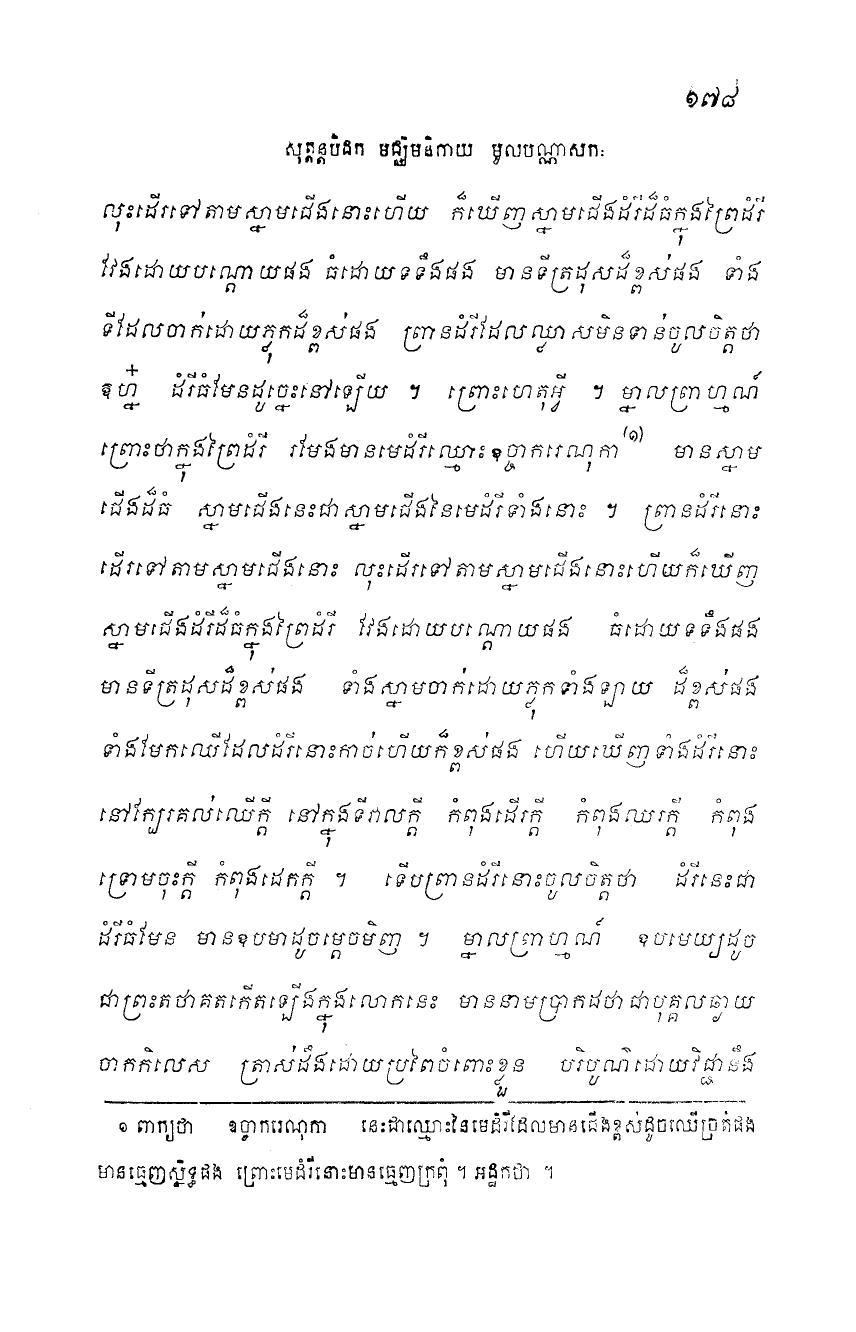 ១៧៨
សុត្តន្តបិដក មជ្ឈិមនិកាយ មូលបណ្ណាសកៈ
លុះដើរទៅតាមស្នាមជើងនោះហើយ ក៏ឃើញស្នាមជើងដំរីដ៏ធំក្នុងព្រៃដំរី
វែងដោយបណ្តោយផង ធំដោយទទឹងផង មានទីត្រដុសដ៏ខ្ពស់ផង ទាំង
ទីដែលចាក់ដោយភ្លុកដ៏ខ្ពស់ផង ព្រានដំរីដែលឈ្លាសមិនទាន់ចូលចិត្តថា
ឧហ្ន៎ ដំរីធំមែនដូច្នេះនៅឡើយ ។ ព្រោះហេតុអ្វី ។ ម្នាលព្រាហ្មណ៍
ព្រោះថាក្នុងព្រៃដំរី រមែងមានមេដំរីឈ្មោះឧច្ចាករេណុកា(១) មានស្នាម
ជើងដ៏ធំ ស្នាមជើងនេះជាស្នាមជើងនៃមេដំរីទាំងនោះ ។ ព្រានដំរីនោះ
ដើរទៅតាមស្នាមជើងនោះ លុះដើរទៅតាមស្នាមជើងនោះហើយក៏ឃើញ
ស្នាមជើងដំរីដ៏ធំក្នុងព្រៃដំរី វែងដោយបណ្តោយផង ធំដោយទទឹងផង
មានទីត្រដុសដ៏ខ្ពស់ផង ទាំងស្នាមចាក់ដោយភ្លុកទាំងឡាយ ដ៏ខ្ពស់ផង
ទាំងមែកឈើដែលដំរីនោះកាច់ហើយក៏ខ្ពស់ផង ហើយឃើញទាំងដំរីនោះ
នៅក្បែរគល់ឈើក្តី នៅក្នុងទីវាលក្តី កំពុងដើរក្តី កំពុងឈរក្តី កំពុង
ទ្រោមចុះក្តី កំពុងដេកក្តី ។ ទើបព្រានដំរីនោះចូលចិត្តថា ដំរីនេះជា
ដំរីធំមែន មានឧបមាដូចម្តេចមិញ ។ ម្នាលព្រាហ្មណ៍ ឧបមេយ្យដូច
ជាព្រះតថាគតកើតឡើងក្នុងលោកនេះ មាននាមប្រាកដថាជាបុគ្គលឆ្ងាយ
ចាកកិលេស ត្រាស់ដឹងដោយប្រពៃចំពោះខ្លួន បរិបូណ៌ដោយវិជ្ជានឹង
១ ពាក្យថា ឧច្ចាករេណុកា នេះជាឈ្មោះនៃមេដំរីដែលមានជើងខ្ពស់ដូចឈើច្រត់ផង
មានធ្មេញស្និទ្ធផង ព្រោះមេដំរីនោះមានធ្មេញក្រពុំ ។ អដ្ឋកថា ។